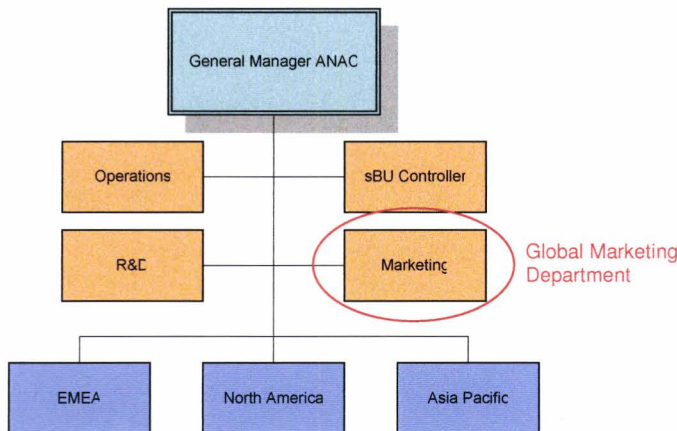 General Manager ANAC
Operations
sBU Controller
R&D
Marketing
Global Marketing
Department
EMEA
North America
Asia Pacific